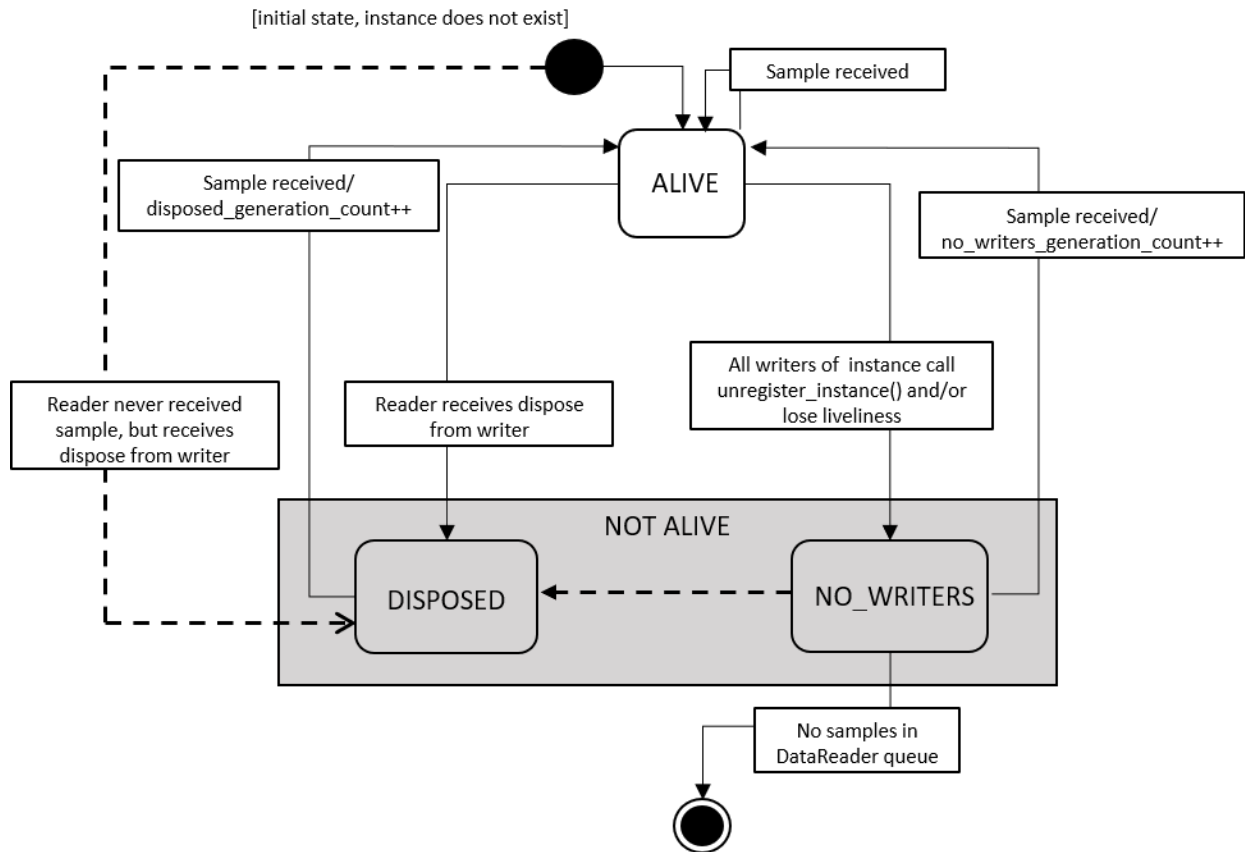 [initial state, instance does not exist]
Sample received
ALIVE
Sample received/
disposed_generation_count++
Sample received/
no_writers_generation_count++
Reader never received
sample, but receives
dispose from writer
Reader receives dispose
from writer
All writers of instance call
unregister_instance() and/or
lose liveliness
NOT ALIVE
DISPOSED
NO_WRITERS
No samples in
DataReader queue